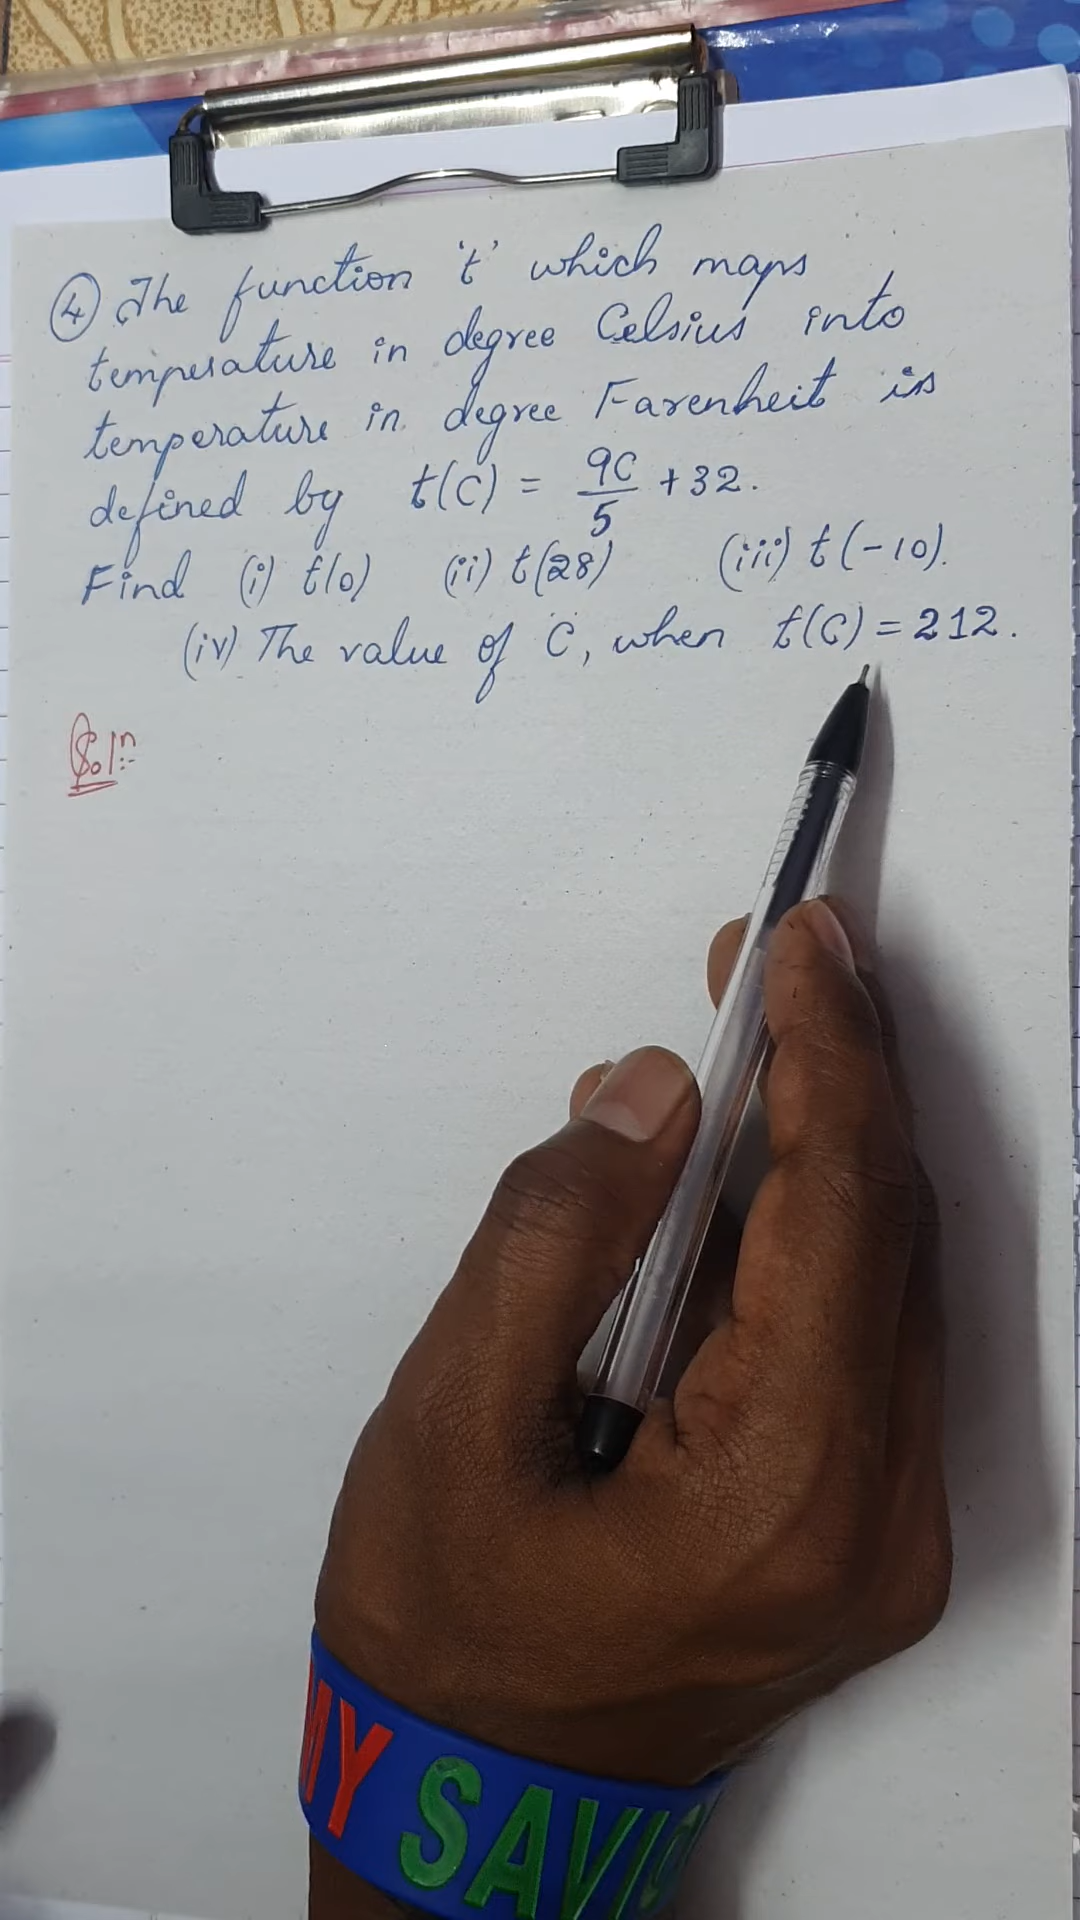 ④ The function 't' which maps
temperature in degree Celsius into
temperature in degree Farenheit is
defined by t(C) = 9C/5 +32.
Find (i) t(0) (ii) t(28) (iii) t(-10).
(iv) The value of C, when t(C) = 212.
Soln:-
MY SAVI